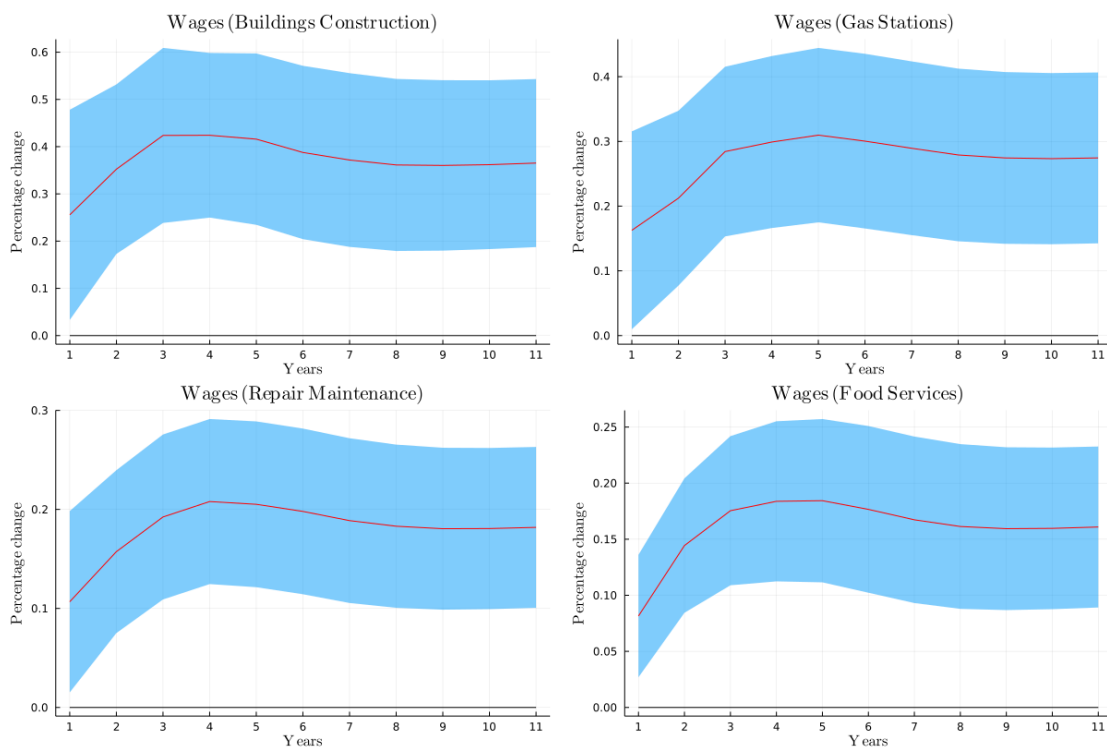 Wages (Buildings Construction)
Percentage change
0.6
0.5
0.4
0.3
0.2
0.1
0.0
1 2 3 4 5 6 7 8 9 10 11
Years
Wages (Gas Stations)
Percentage change
0.4
0.3
0.2
0.1
0.0
1 2 3 4 5 6 7 8 9 10 11
Years
Wages (Repair Maintenance)
Percentage change
0.3
0.2
0.1
0.0
1 2 3 4 5 6 7 8 9 10 11
Years
Wages (Food Services)
Percentage change
0.25
0.20
0.15
0.10
0.05
0.00
1 2 3 4 5 6 7 8 9 10 11
Years